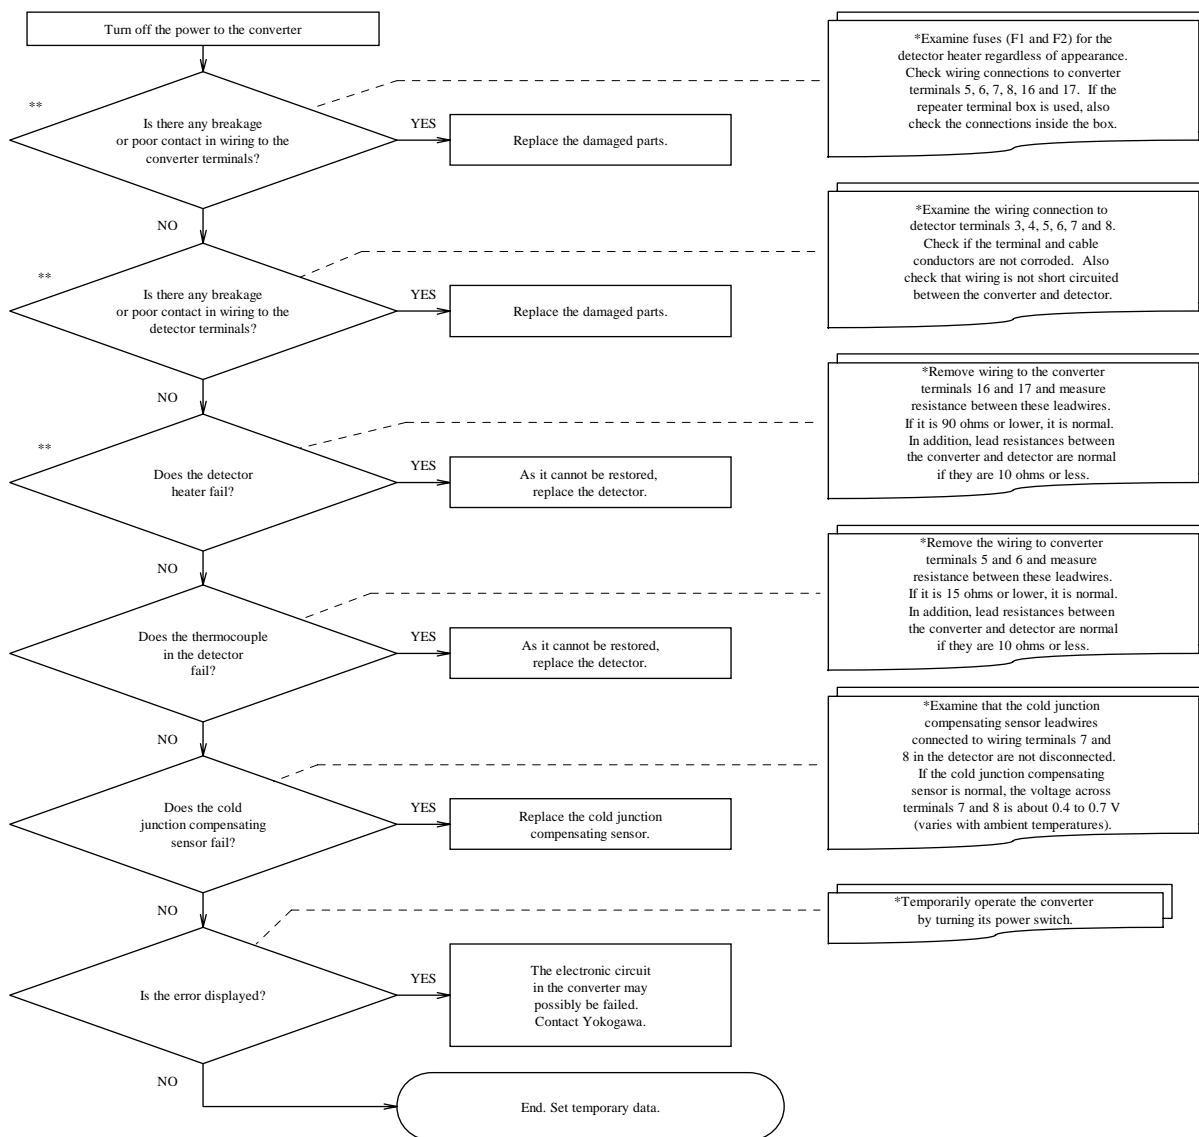 Turn off the power to the converter
*Examine fuses (F1 and F2) for the
detector heater regardless of appearance.
Check wiring connections to converter
terminals 5, 6, 7, 8, 16 and 17.  If the
repeater terminal box is used, also
check the connections inside the box.
**
Is there any breakage
or poor contact in wiring to the
converter terminals?
YES
Replace the damaged parts.
NO
*Examine the wiring connection to
detector terminals 3, 4, 5, 6, 7 and 8.
Check if the terminal and cable
conductors are not corroded.  Also
check that wiring is not short circuited
between the converter and detector.
**
Is there any breakage
or poor contact in wiring to the
detector terminals?
YES
Replace the damaged parts.
NO
*Remove wiring to the converter
terminals 16 and 17 and measure
resistance between these leadwires.
If it is 90 ohms or lower, it is normal.
In addition, lead resistances between
the converter and detector are normal
if they are 10 ohms or less.
**
Does the detector
heater fail?
YES
As it cannot be restored,
replace the detector.
NO
*Remove the wiring to converter
terminals 5 and 6 and measure
resistance between these leadwires.
If it is 15 ohms or lower, it is normal.
In addition, lead resistances between
the converter and detector are normal
if they are 10 ohms or less.
Does the thermocouple
in the detector
fail?
YES
As it cannot be restored,
replace the detector.
NO
*Examine that the cold junction
compensating sensor leadwires
connected to wiring terminals 7 and
8 in the detector are not disconnected.
If the cold junction compensating
sensor is normal, the voltage across
terminals 7 and 8 is about 0.4 to 0.7 V
(varies with ambient temperatures).
Does the cold
junction compensating
sensor fail?
YES
Replace the cold junction
compensating sensor.
NO
*Temporarily operate the converter
by turning its power switch.
Is the error displayed?
YES
The electronic circuit
in the converter may
possibly be failed.
Contact Yokogawa.
NO
End. Set temporary data.